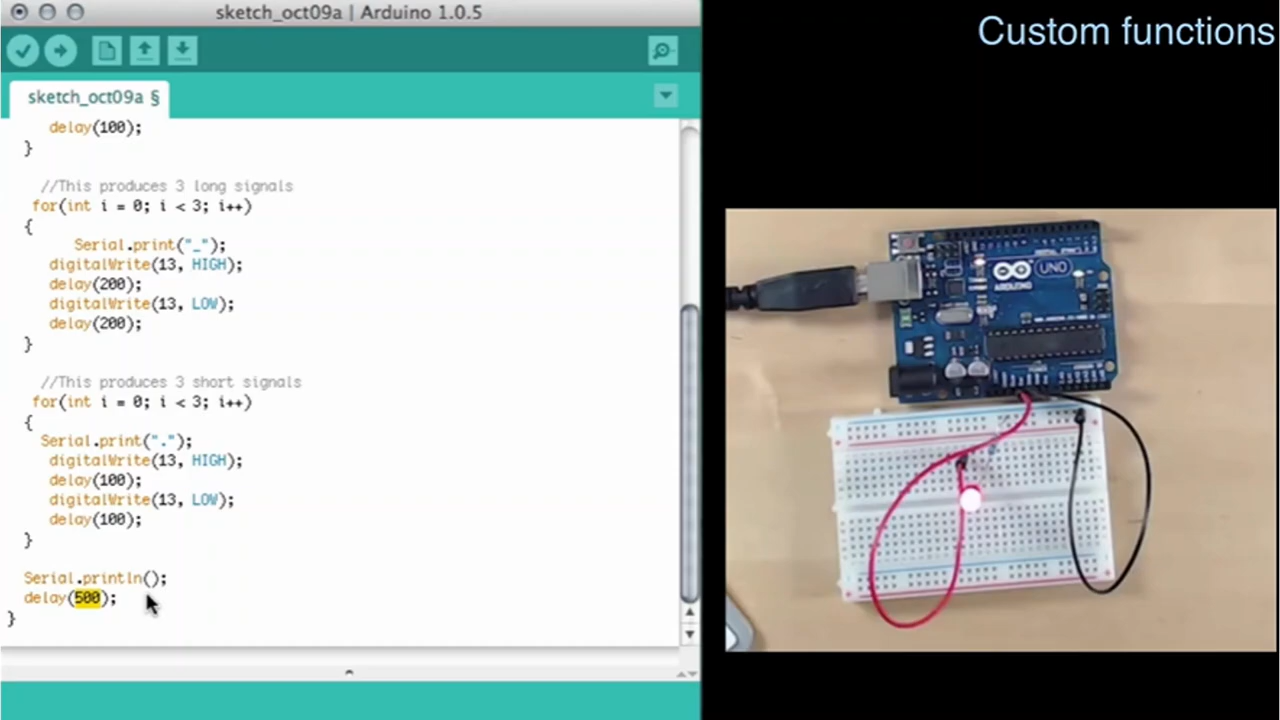 sketch_oct09a | Arduino 1.0.5
Custom functions
sketch_oct09a §
delay(100);
}
//This produces 3 long signals
for(int i = 0; i < 3; i++)
{
Serial.print("_");
digitalWrite(13, HIGH);
delay(200);
digitalWrite(13, LOW);
delay(200);
}
//This produces 3 short signals
for(int i = 0; i < 3; i++)
{
Serial.print(".");
digitalWrite(13, HIGH);
delay(100);
digitalWrite(13, LOW);
delay(100);
}
Serial.println();
delay(500);
}
UNO
ARDUINO